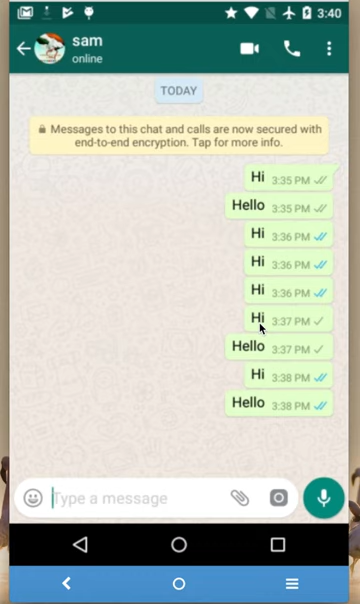 3:40
sam
online
TODAY
Messages to this chat and calls are now secured with
end-to-end encryption. Tap for more info.
Hi 3:35 PM
Hello 3:35 PM
Hi 3:36 PM
Hi 3:36 PM
Hi 3:36 PM
Hi 3:37 PM
Hello 3:37 PM
Hi 3:38 PM
Hello 3:38 PM
Type a message